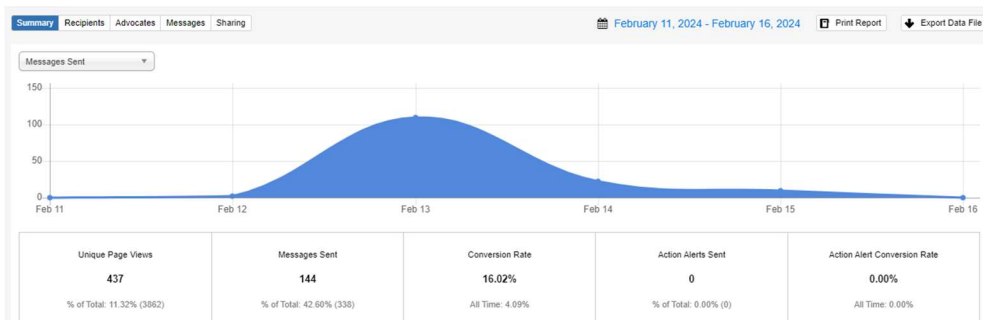 Summary Recipients Advocates Messages Sharing February 11, 2024 - February 16, 2024 Print Report Export Data File
Messages Sent
150
100
50
0
Feb 11 Feb 12 Feb 13 Feb 14 Feb 15 Feb 16
Unique Page Views Messages Sent Conversion Rate Action Alerts Sent Action Alert Conversion Rate
437 144 16.02% 0 0.00%
% of Total: 11.32% (3862) % of Total: 42.60% (338) All Time: 4.09% % of Total: 0.00% (0) All Time: 0.00%